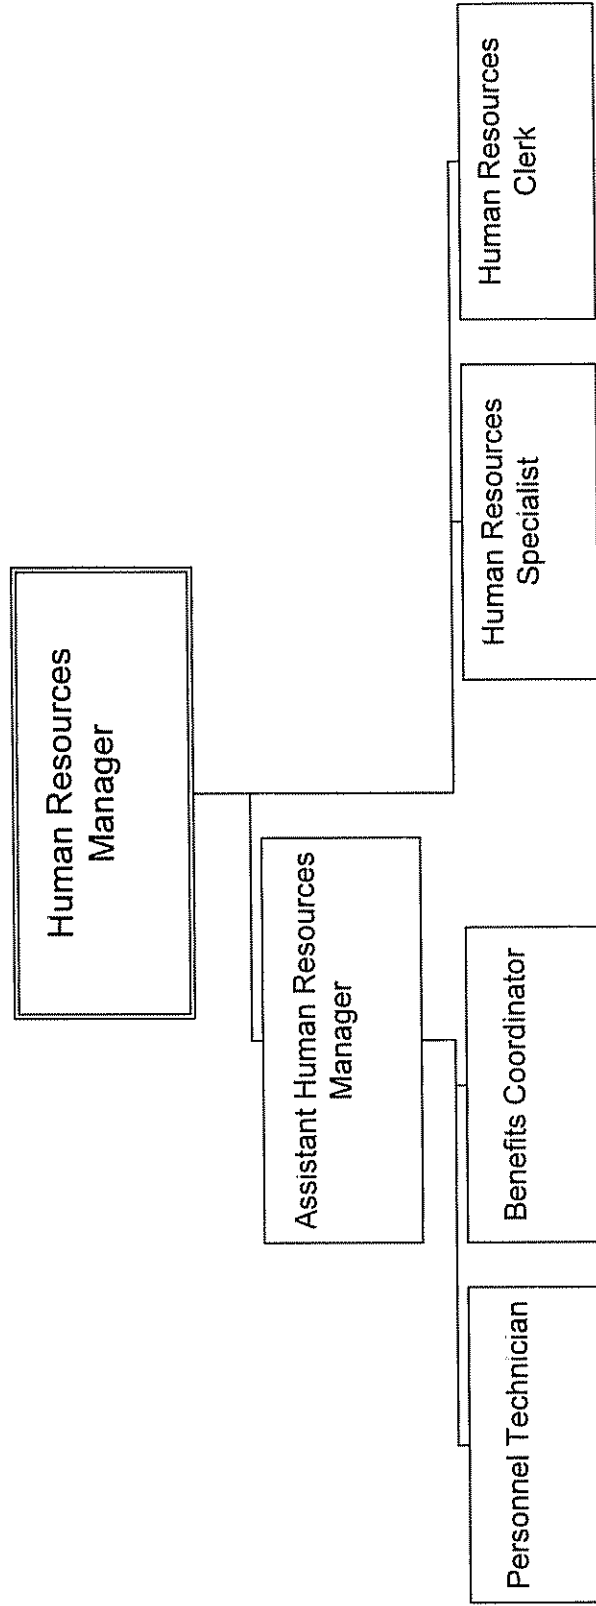 Human Resources
Manager
Assistant Human Resources
Manager
Personnel Technician
Benefits Coordinator
Human Resources
Specialist
Human Resources
Clerk